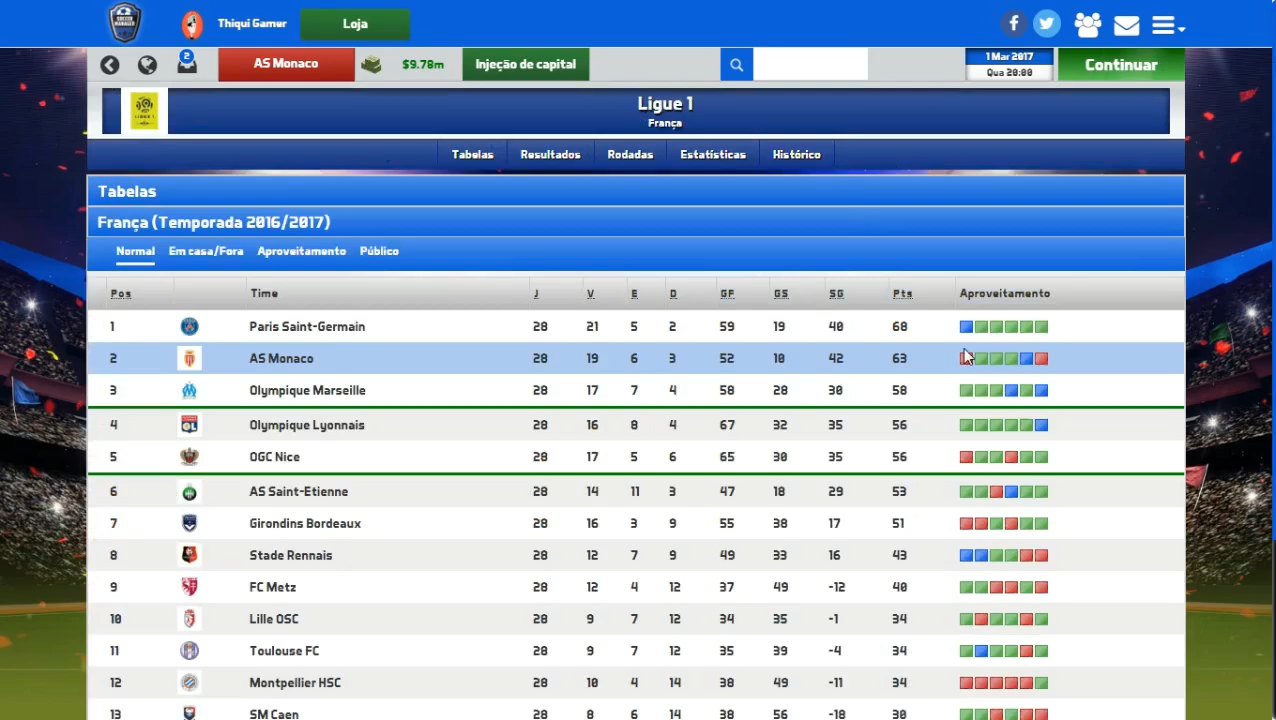 SOCCER MANAGER
Thiqui Gamer
Loja
2
AS Monaco
$9.78m
Injeção de capital
1 Mar 2017
Qua 20:00
Continuar
LIGUE 1
Ligue 1
França
Tabelas Resultados Rodadas Estatísticas Histórico
Tabelas
França (Temporada 2016/2017)
Normal Em casa/Fora Aproveitamento Público
Pos Time J V E D GF GS SG Pts Aproveitamento
1 Paris Saint-Germain 28 21 5 2 59 19 40 68
2 AS Monaco 28 19 6 3 52 10 42 63
3 Olympique Marseille 28 17 7 4 58 28 30 58
4 Olympique Lyonnais 28 16 8 4 67 32 35 56
5 OGC Nice 28 17 5 6 65 30 35 56
6 AS Saint-Etienne 28 14 11 3 47 18 29 53
7 Girondins Bordeaux 28 16 3 9 55 38 17 51
8 Stade Rennais 28 12 7 9 49 33 16 43
9 FC Metz 28 12 4 12 37 49 -12 40
10 Lille OSC 28 9 7 12 34 35 -1 34
11 Toulouse FC 28 9 7 12 35 39 -4 34
12 Montpellier HSC 28 10 4 14 38 49 -11 34
13 SM Caen 28 8 6 14 38 56 -18 30